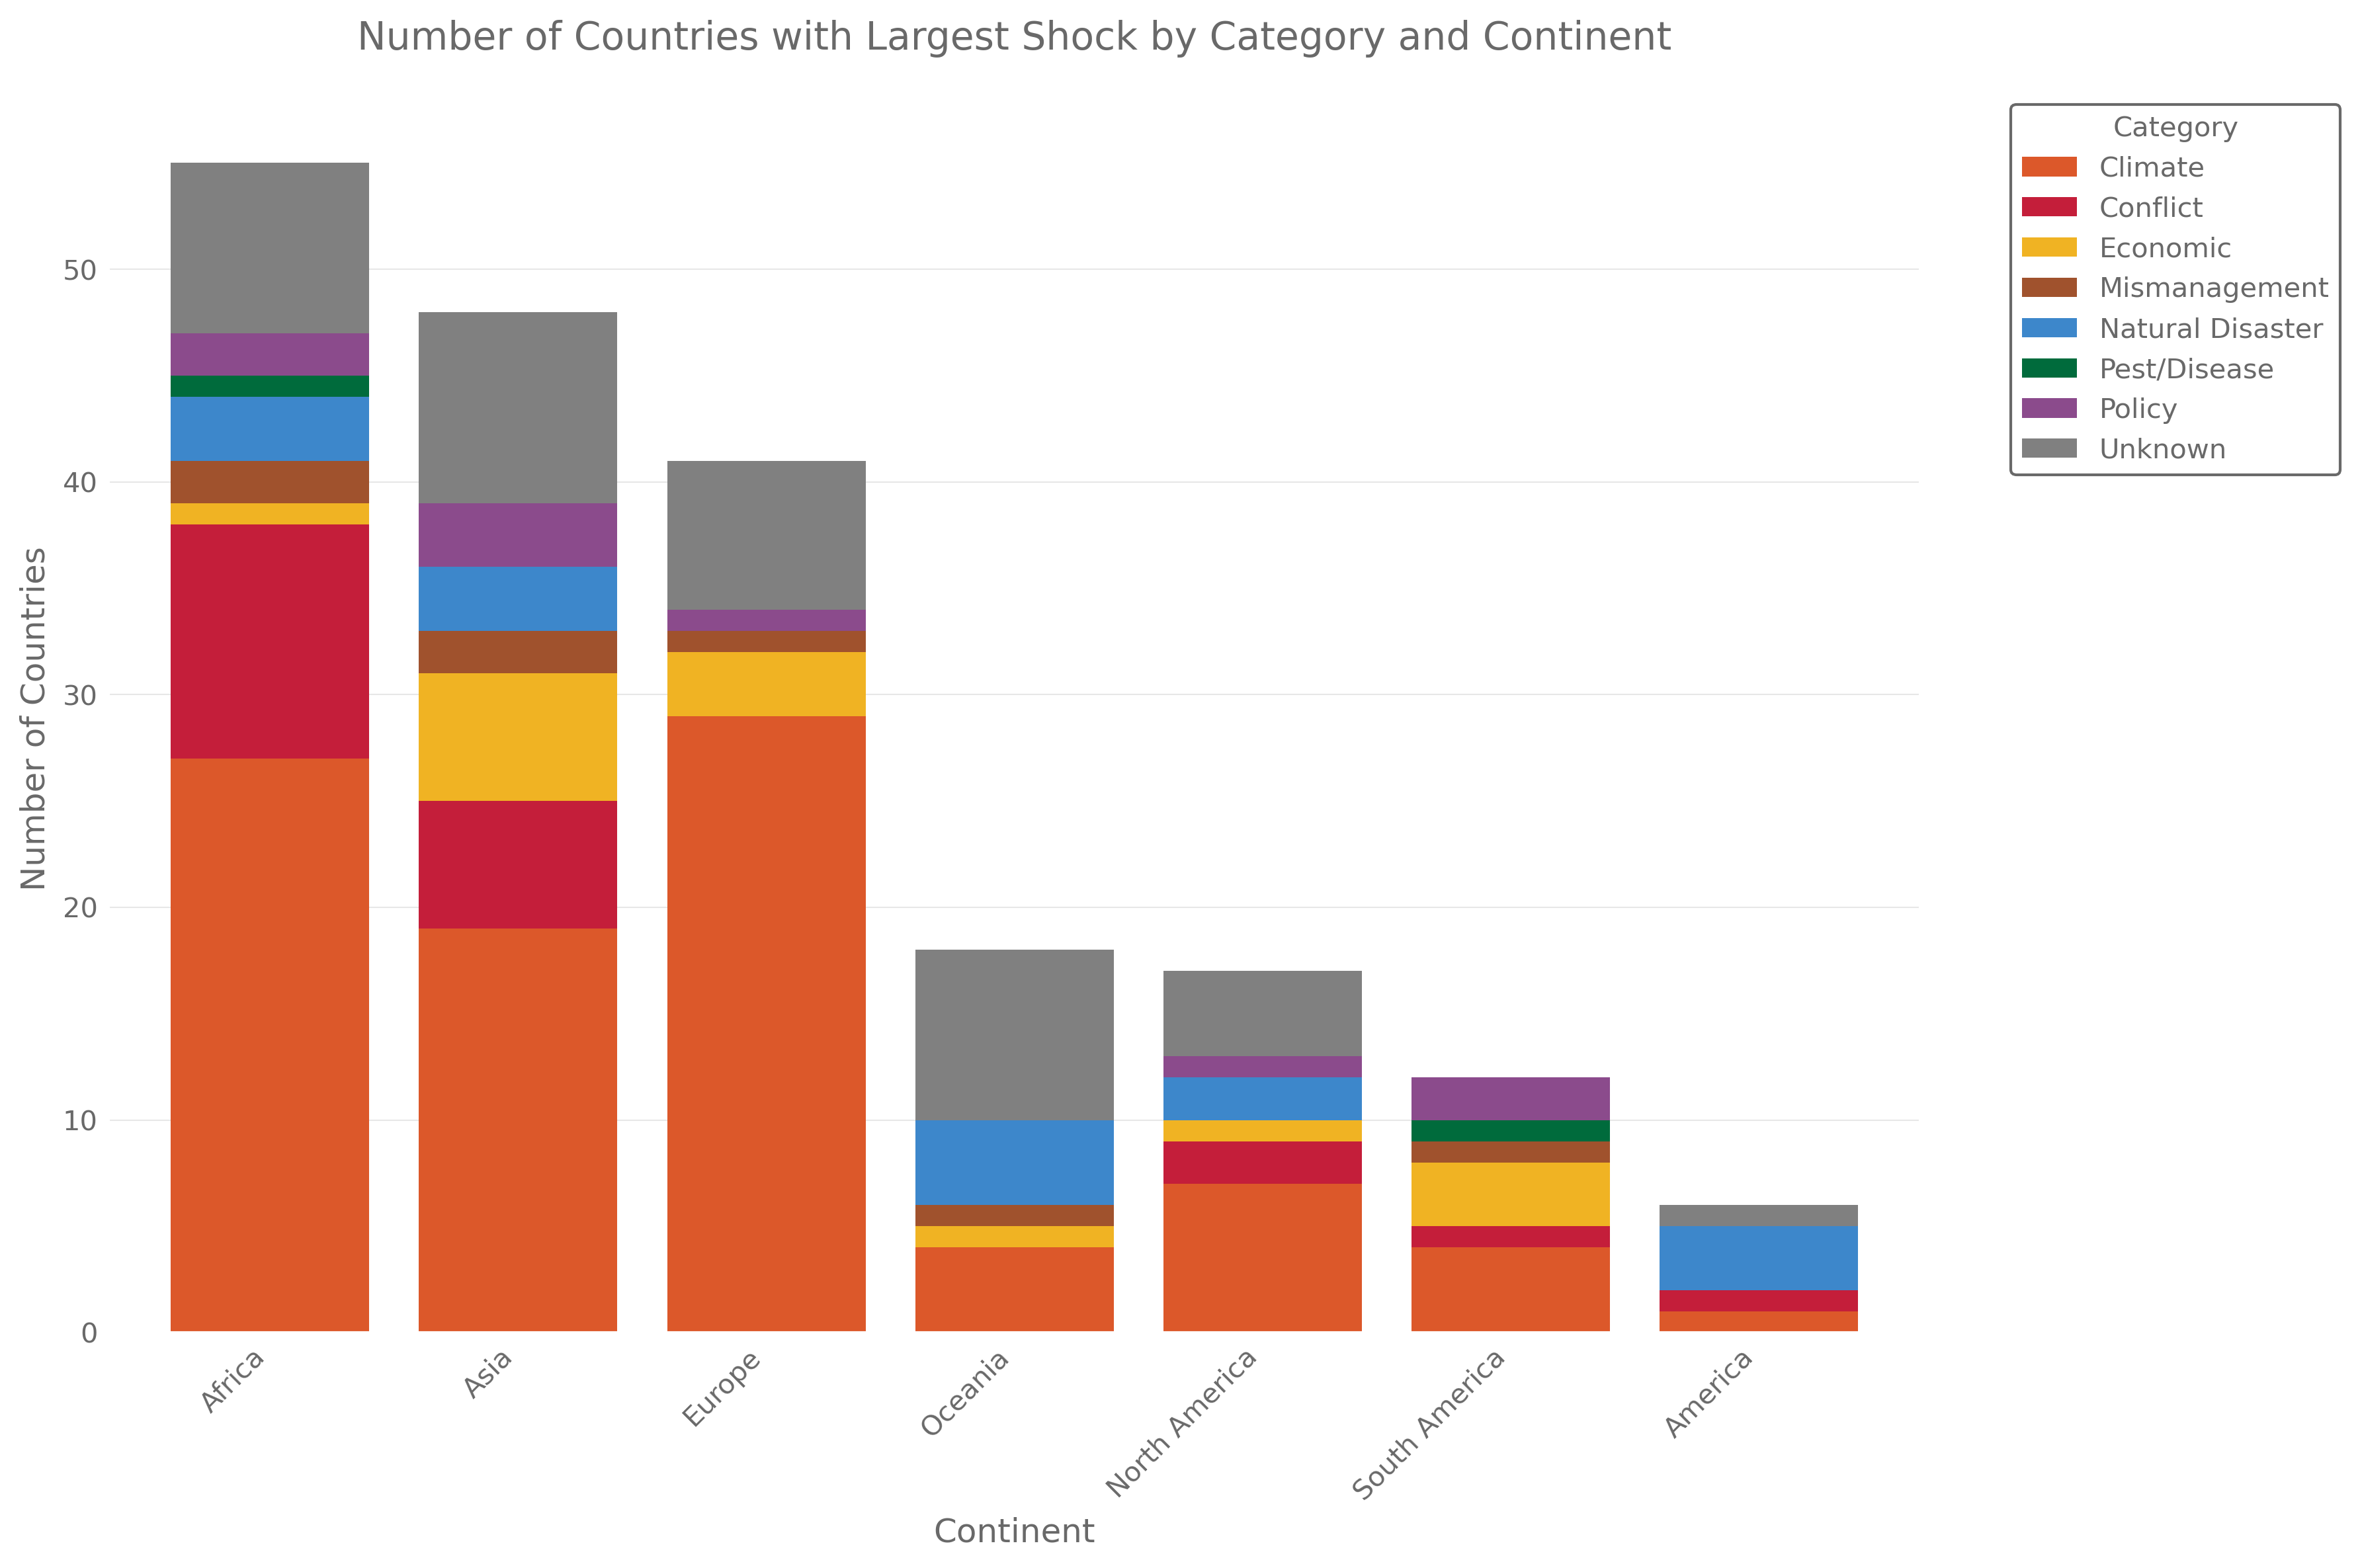 Number of Countries with Largest Shock by Category and Continent
Category
Climate
Conflict
Economic
Mismanagement
Natural Disaster
Pest/Disease
Policy
Unknown
Number of Countries
50
40
30
20
10
0
Africa
Asia
Europe
Oceania
North America
South America
America
Continent